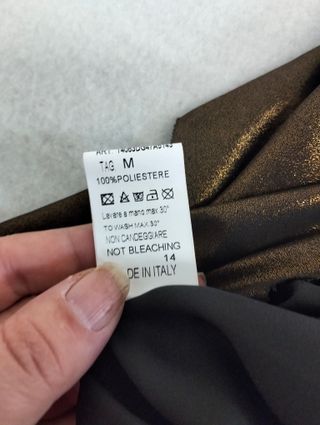 TAG. M
100%POLIESTERE
Lavare a mano max 30°
TO WASH MAX 30°
NON CANDEGGIARE
NOT BLEACHING
14
DE IN ITALY